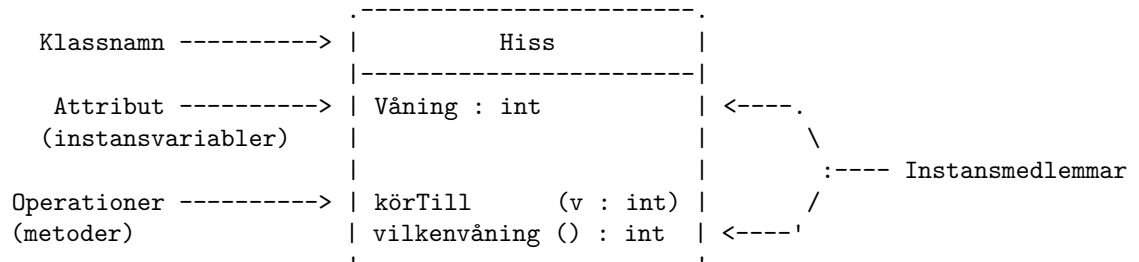 .------------------------.
Klassnamn ----------> | Hiss |
|------------------------|
Attribut ----------> | Våning : int | <----.
(instansvariabler) | | \
| | :---- Instansmedlemmar
Operationer ----------> | körTill (v : int) | /
(metoder) | vilkenvåning () : int | <----'